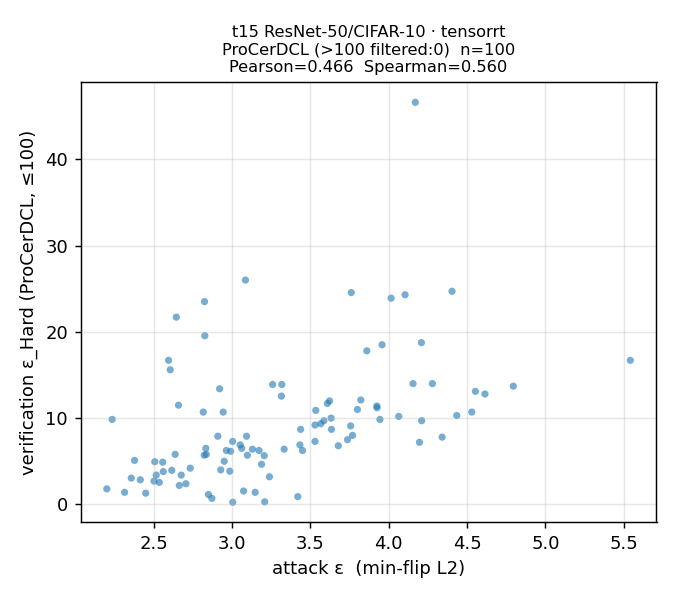 t15 ResNet-50/CIFAR-10 · tensorrt
ProCerDCL (>100 filtered:0)  n=100
Pearson=0.466  Spearman=0.560
verification ε_Hard (ProCerDCL, ≤100)
40
30
20
10
0
2.5 3.0 3.5 4.0 4.5 5.0 5.5
attack ε  (min-flip L2)